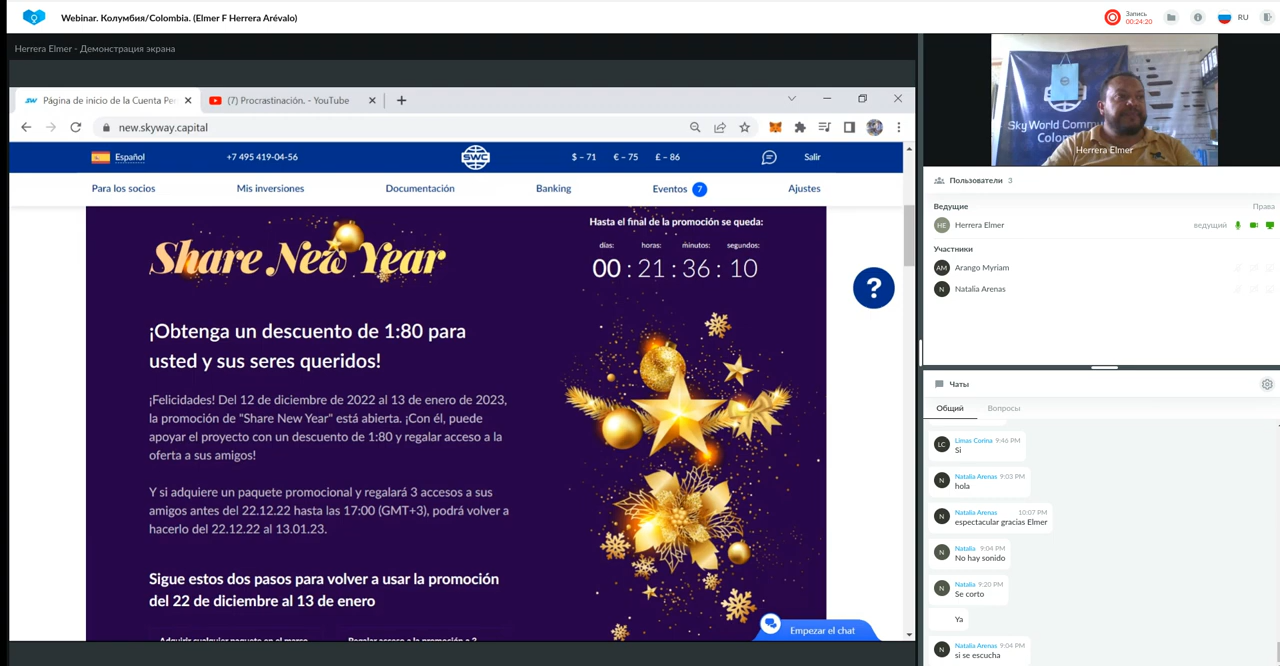 Webinar. Колумбия/Colombia. (Elmer F Herrera Arévalo)
Запись
00:24:20
RU
Herrera Elmer - Демонстрация экрана
Página de inicio de la Cuenta Per
(7) Procrastinación. - YouTube
new.skyway.capital
Español
+7 495 419-04-56
SWC
$ – 71
€ – 75
£ – 86
Salir
Para los socios
Mis inversiones
Documentación
Banking
Eventos 7
Ajustes
Share New Year
Hasta el final de la promoción se queda:
días: horas: minutos: segundos:
00 : 21 : 36 : 10
?
¡Obtenga un descuento de 1:80 para
usted y sus seres queridos!
¡Felicidades! Del 12 de diciembre de 2022 al 13 de enero de 2023,
la promoción de "Share New Year" está abierta. ¡Con él, puede
apoyar el proyecto con un descuento de 1:80 y regalar acceso a la
oferta a sus amigos!
Y si adquiere un paquete promocional y regalará 3 accesos a sus
amigos antes del 22.12.22 hasta las 17:00 (GMT+3), podrá volver a
hacerlo del 22.12.22 al 13.01.23.
Sigue estos dos pasos para volver a usar la promoción
del 22 de diciembre al 13 de enero
Adquirir cualquier paquete en el marco
Regalar acceso a la promoción a 3
Empezar el chat
Herrera Elmer
Пользователи 3
Ведущие
Права
HE Herrera Elmer
ведущий
Участники
AM Arango Myriam
N Natalia Arenas
Чаты
Общий
Вопросы
LC Limas Corina 9:46 PM
Si
N Natalia Arenas 9:03 PM
hola
N Natalia Arenas 10:07 PM
espectacular gracias Elmer
N Natalia 9:04 PM
No hay sonido
N Natalia 9:20 PM
Se corto
Ya
N Natalia Arenas 9:04 PM
si se escucha